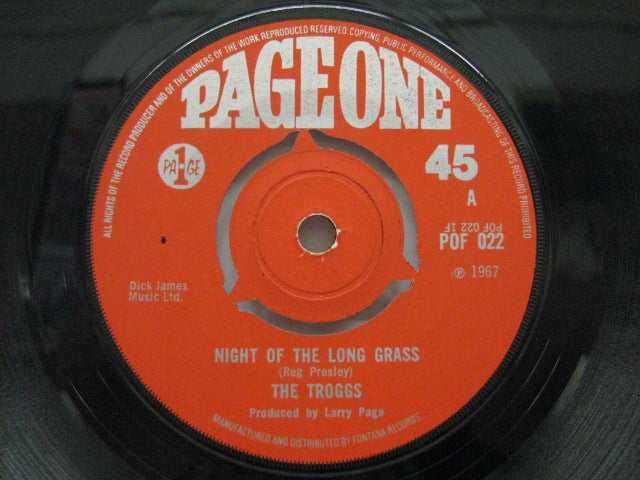 ALL RIGHTS OF THE RECORD PRODUCER AND OF THE OWNERS OF THE WORK REPRODUCED RESERVED. COPYING, PUBLIC PERFORMANCE AND BROADCASTING OF THIS RECORD PROHIBITED
PAGE ONE
PA-1-GE
45
A
POF 022 1F
POF 022
℗ 1967
Dick James
Music Ltd.
NIGHT OF THE LONG GRASS
(Reg Presley)
THE TROGGS
Produced by Larry Page
MANUFACTURED AND DISTRIBUTED BY FONTANA RECORDS.